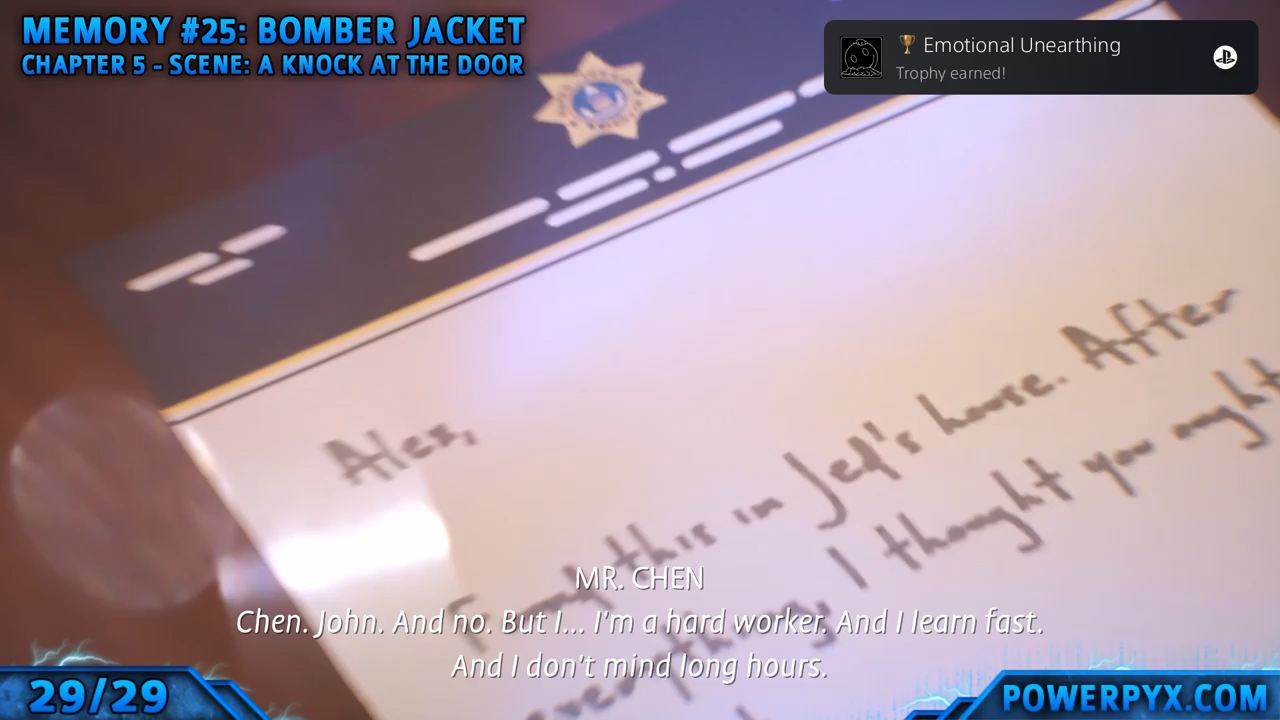 MEMORY #25: BOMBER JACKET
CHAPTER 5 - SCENE: A KNOCK AT THE DOOR
Emotional Unearthing
Trophy earned!
Alex,
Found this in Jed's house. After
everything, I thought you ought
MR. CHEN
Chen. John. And no. But I... I'm a hard worker. And I learn fast.
And I don't mind long hours.
29/29
POWERPYX.COM